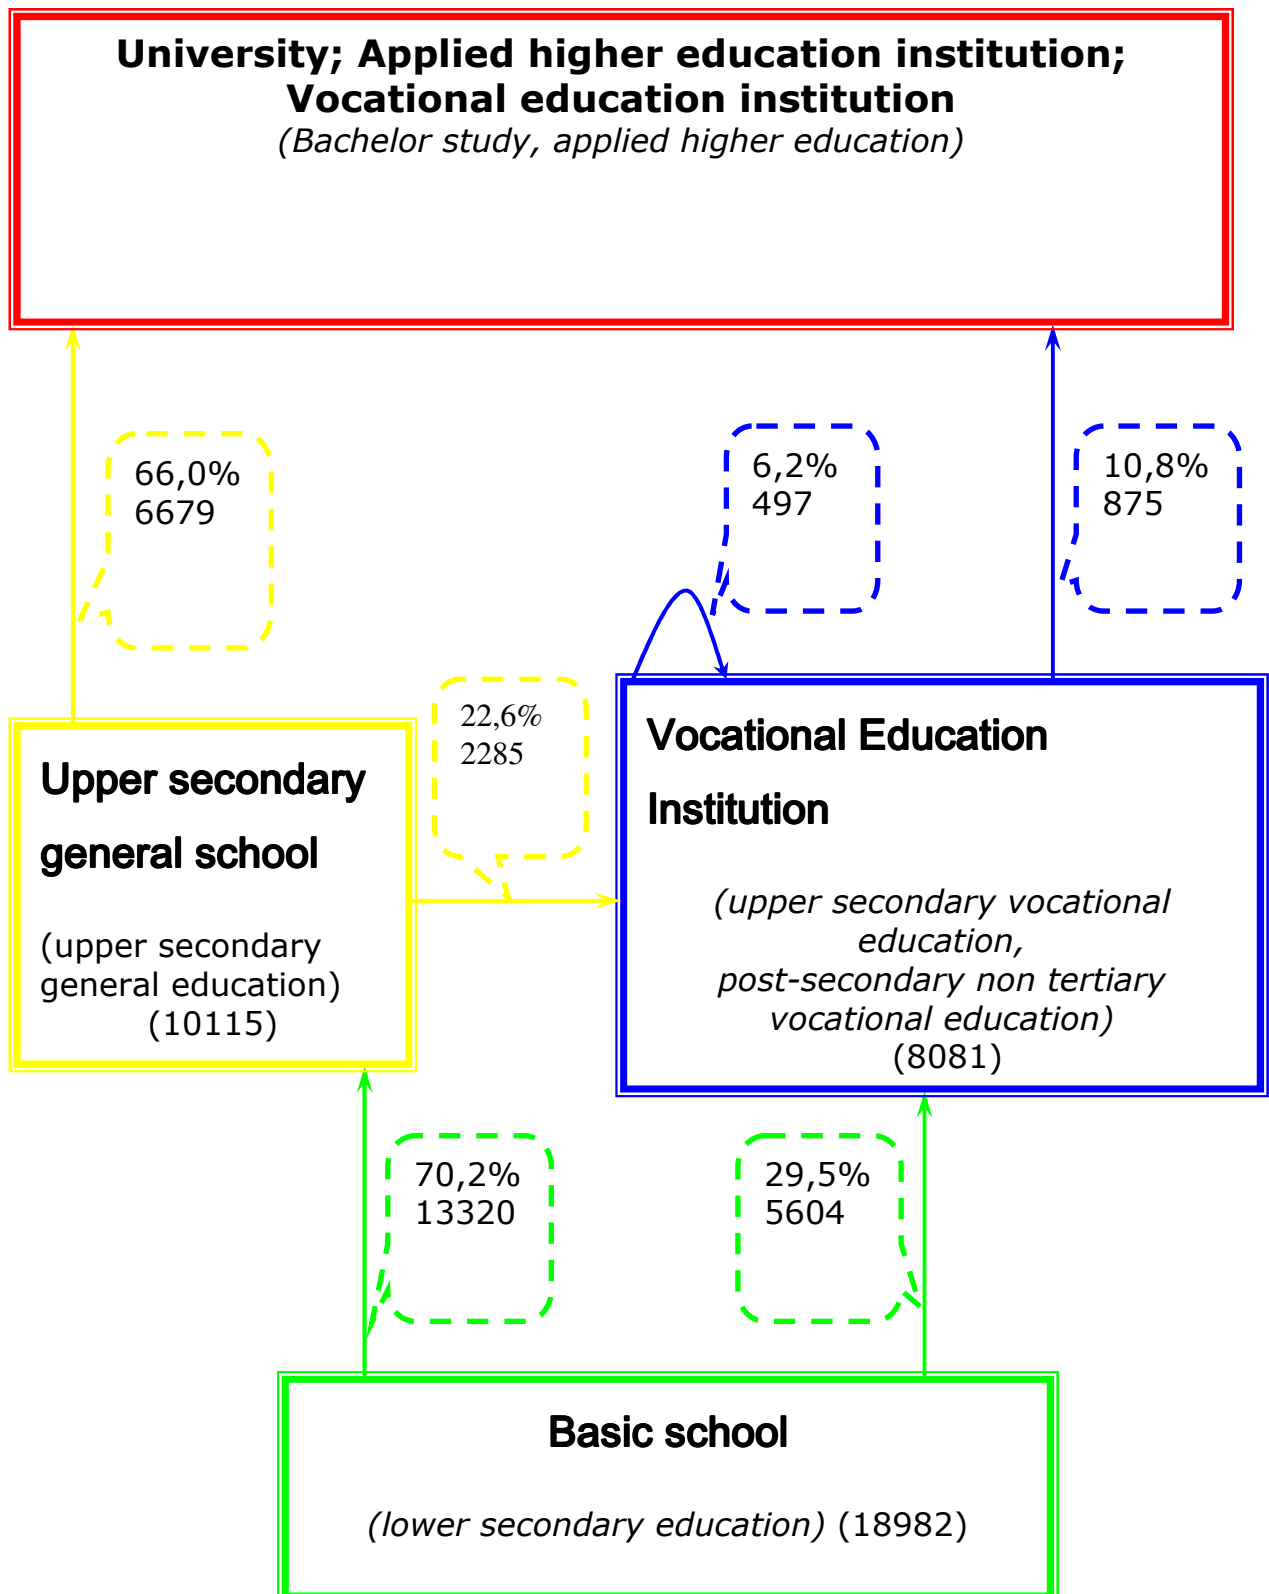 University; Applied higher education institution;
Vocational education institution
(Bachelor study, applied higher education)
66,0%
6679
6,2%
497
10,8%
875
22,6%
2285
Upper secondary
general school
(upper secondary
general education)
(10115)
Vocational Education
Institution
(upper secondary vocational
education,
post-secondary non tertiary
vocational education)
(8081)
70,2%
13320
29,5%
5604
Basic school
(lower secondary education) (18982)